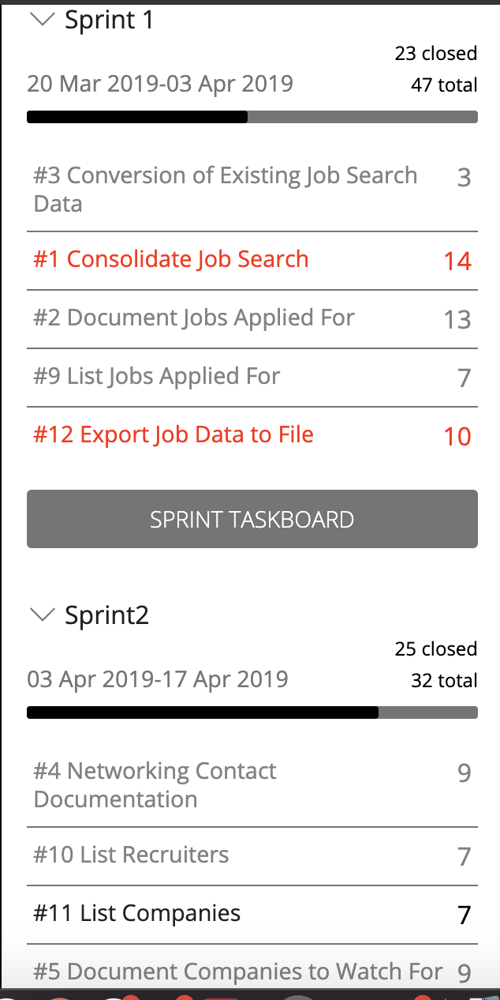 Sprint 1
23 closed
20 Mar 2019-03 Apr 2019
47 total
#3 Conversion of Existing Job Search 3
Data
#1 Consolidate Job Search 14
#2 Document Jobs Applied For 13
#9 List Jobs Applied For 7
#12 Export Job Data to File 10
SPRINT TASKBOARD
Sprint2
25 closed
03 Apr 2019-17 Apr 2019
32 total
#4 Networking Contact 9
Documentation
#10 List Recruiters 7
#11 List Companies 7
#5 Document Companies to Watch For 9